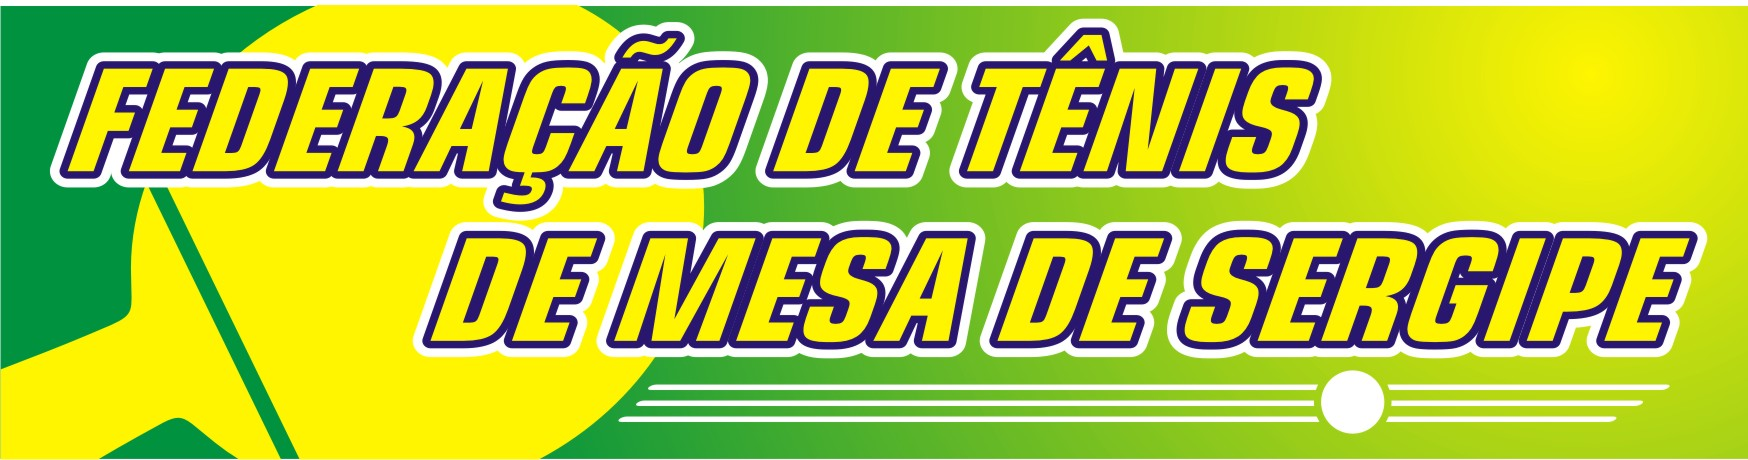 FEDERAÇÃO DE TÊNIS
DE MESA DE SERGIPE